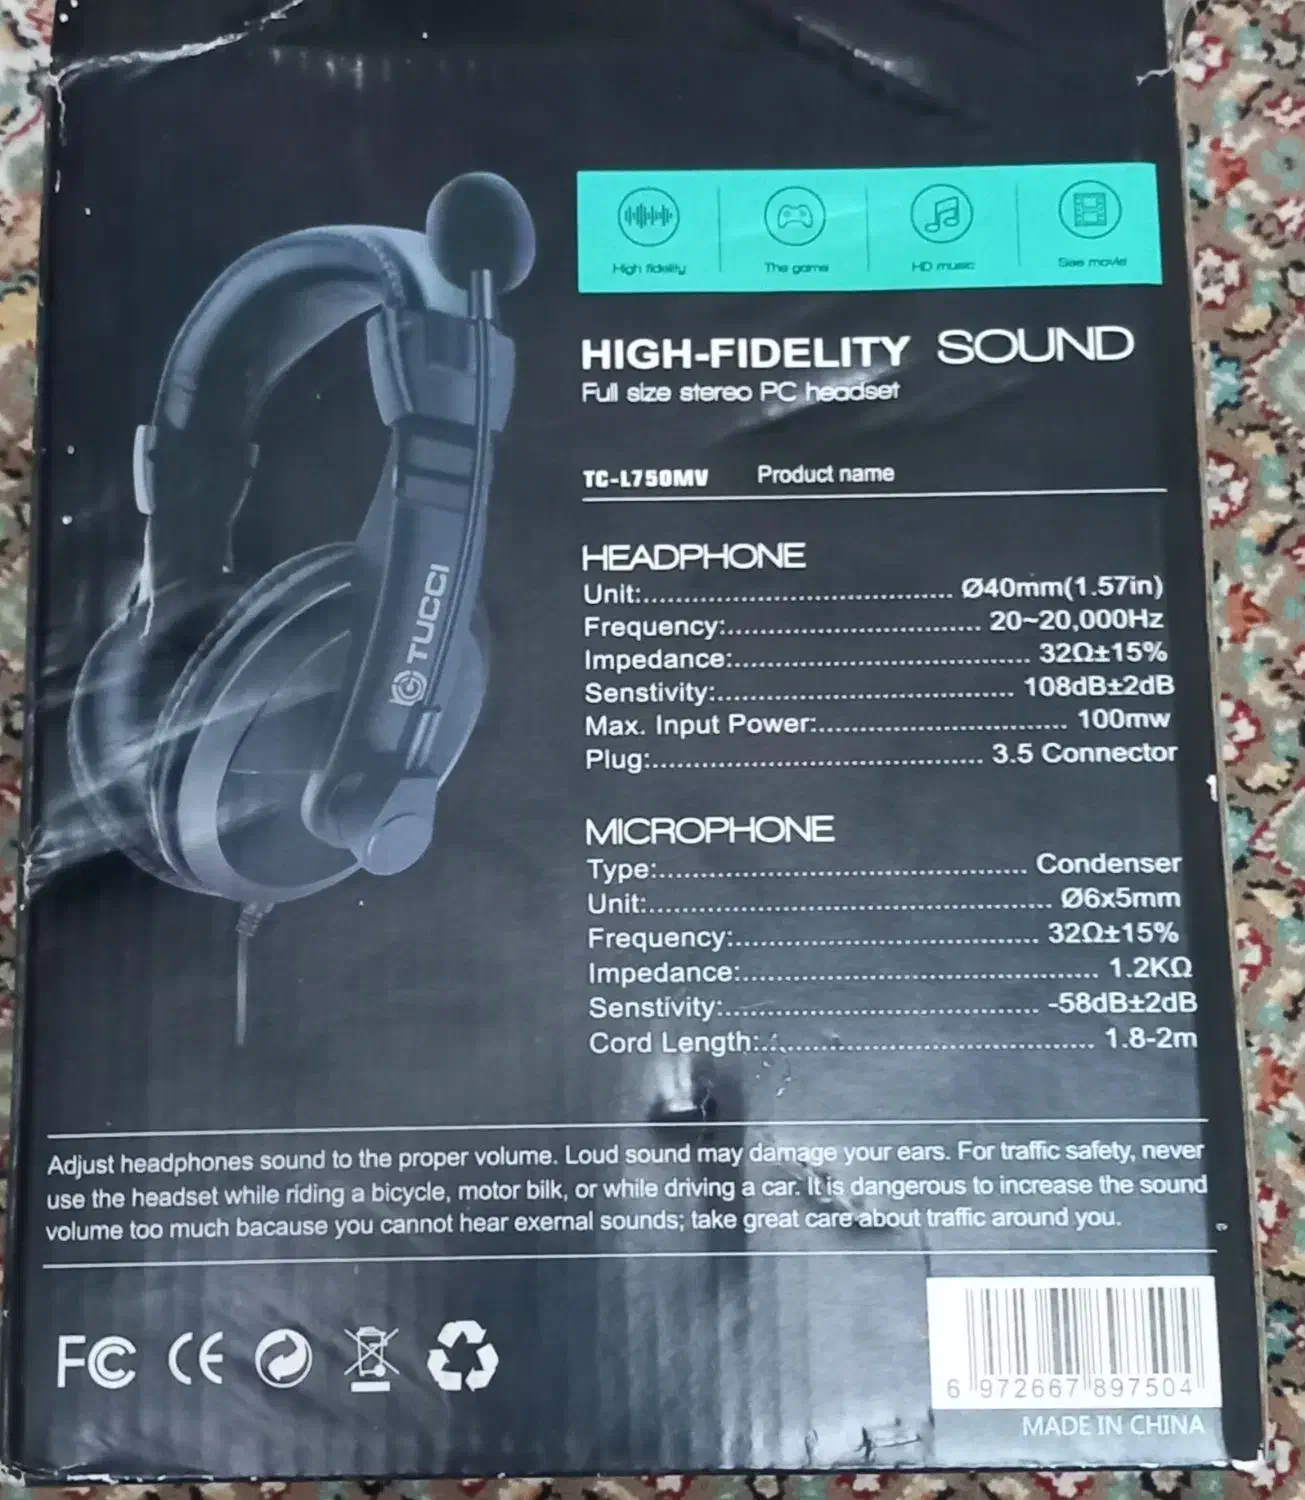 High fidelity
The game
HD music
See movie
HIGH-FIDELITY SOUND
Full size stereo PC headset
TC-L750MV Product name
HEADPHONE
Unit:........................................ Ø40mm(1.57in)
Frequency:................................ 20~20,000Hz
Impedance:..................................... 32Ω±15%
Senstivity:..................................... 108dB±2dB
Max. Input Power:............................... 100mw
Plug:.......................................... 3.5 Connector
MICROPHONE
Type:............................................... Condenser
Unit:................................................... Ø6x5mm
Frequency:....................................... 32Ω±15%
Impedance:............................................. 1.2KΩ
Senstivity:....................................... -58dB±2dB
Cord Length:......................................... 1.8-2m
TUCCI
Adjust headphones sound to the proper volume. Loud sound may damage your ears. For traffic safety, never
use the headset while riding a bicycle, motor bilk, or while driving a car. It is dangerous to increase the sound
volume too much bacause you cannot hear exernal sounds; take great care about traffic around you.
FC CE
6 972667 897504
MADE IN CHINA